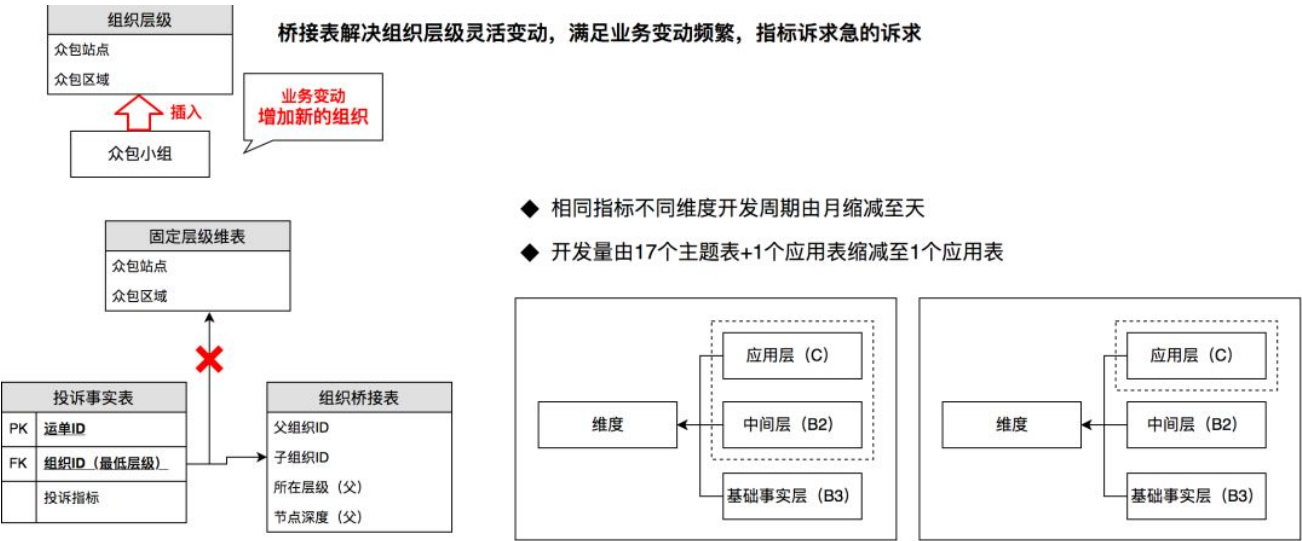 组织层级
众包站点
众包区域
桥接表解决组织层级灵活变动，满足业务变动频繁，指标诉求急的诉求
插入
众包小组
业务变动
增加新的组织
◆ 相同指标不同维度开发周期由月缩减至天
◆ 开发量由17个主题表+1个应用表缩减至1个应用表
固定层级维表
众包站点
众包区域
投诉事实表
PK 运单ID
FK 组织ID（最低层级）
投诉指标
组织桥接表
父组织ID
子组织ID
所在层级（父）
节点深度（父）
维度
应用层（C）
中间层（B2）
基础事实层（B3）
维度
应用层（C）
中间层（B2）
基础事实层（B3）